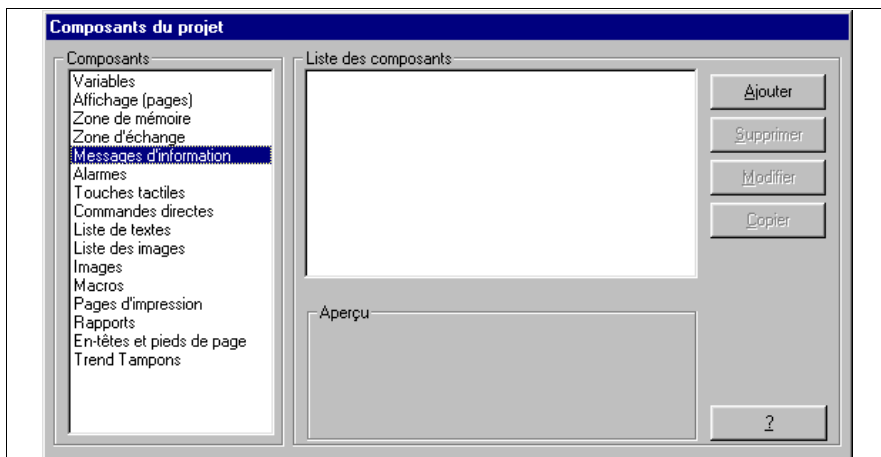 Composants du projet
Composants
Variables
Affichage (pages)
Zone de mémoire
Zone d'échange
Messages d'information
Alarmes
Touches tactiles
Commandes directes
Liste de textes
Liste des images
Images
Macros
Pages d'impression
Rapports
En-têtes et pieds de page
Trend Tampons
Liste des composants
Ajouter
Supprimer
Modifier
Copier
Aperçu
?